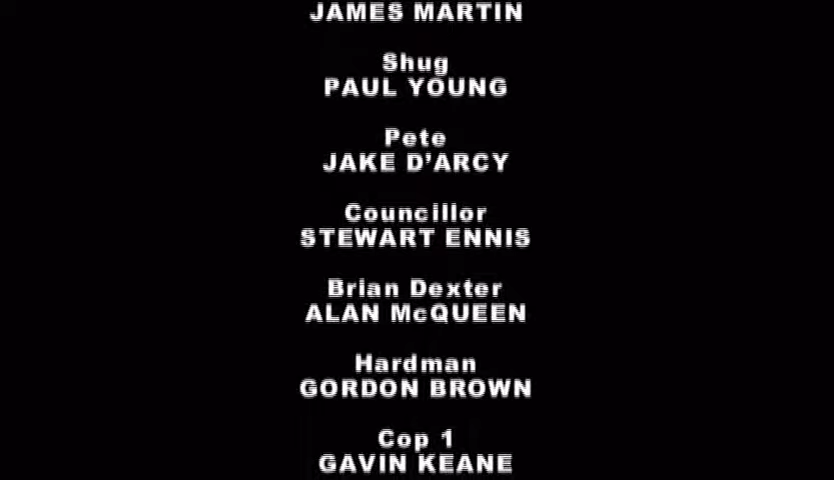 JAMES MARTIN
Shug
PAUL YOUNG
Pete
JAKE D’ARCY
Councillor
STEWART ENNIS
Brian Dexter
ALAN McQUEEN
Hardman
GORDON BROWN
Cop 1
GAVIN KEANE